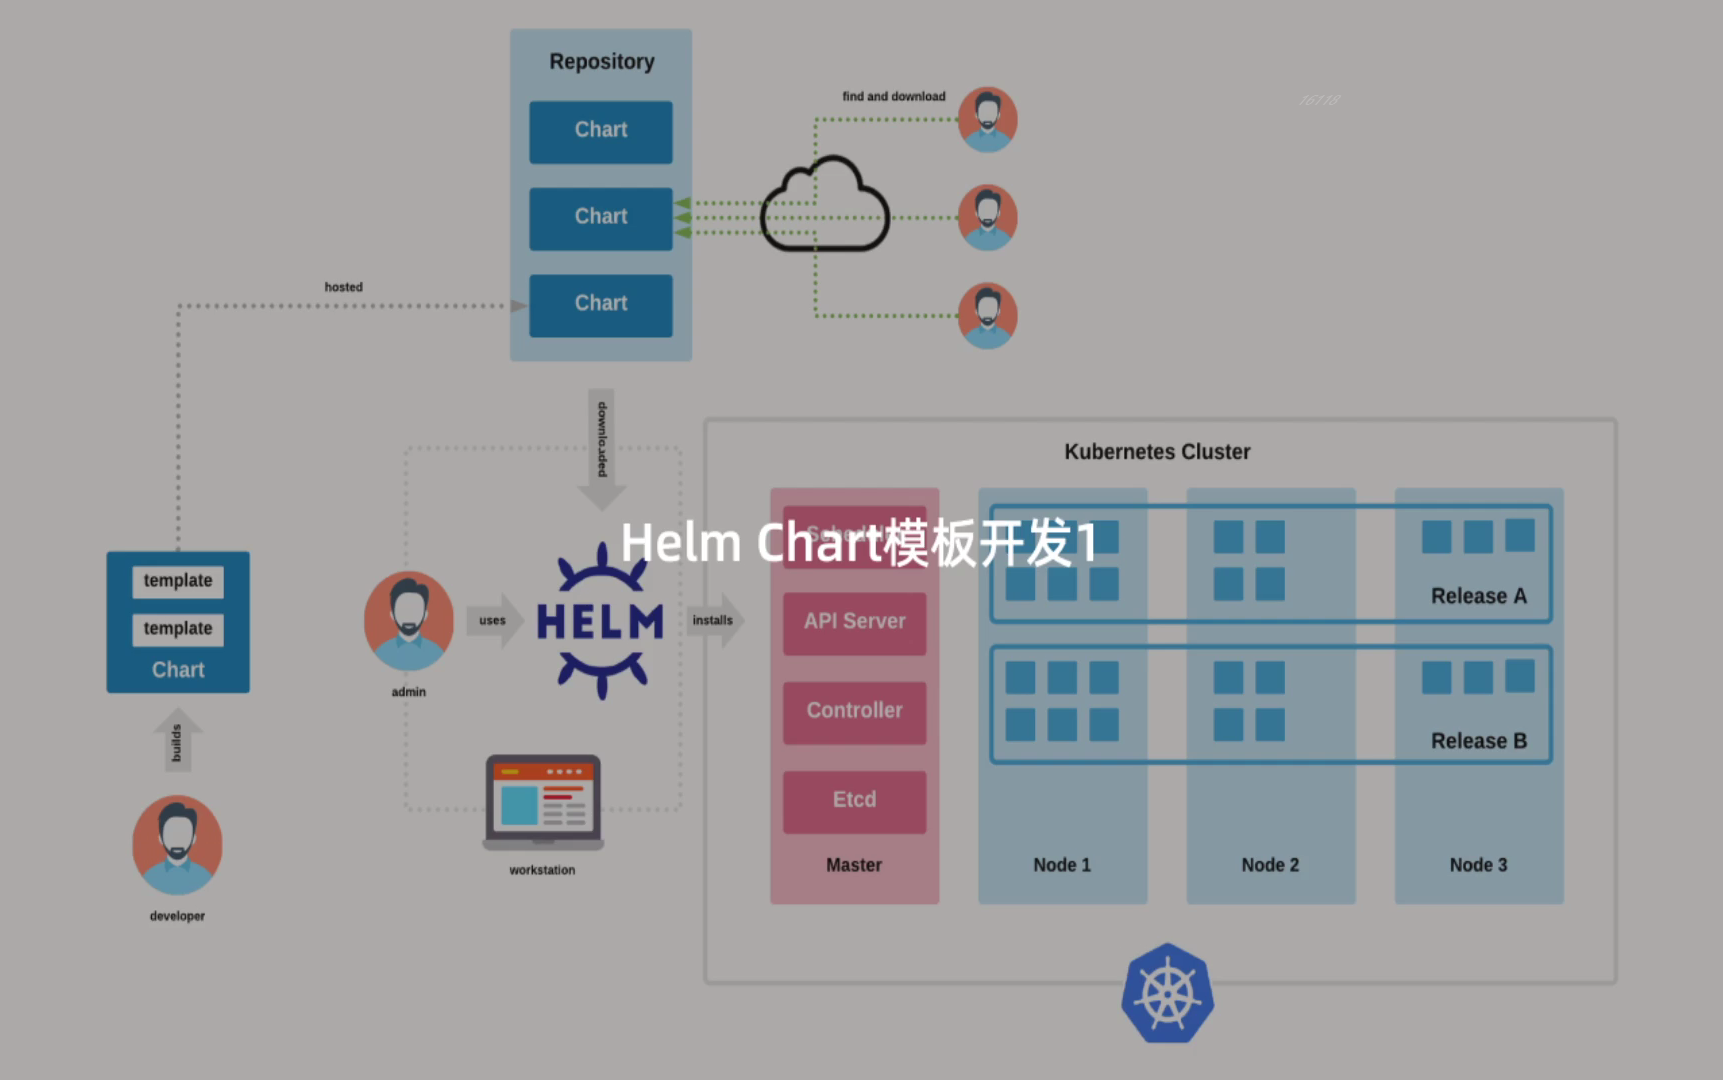 Repository
Chart
Chart
Chart
find and download
16118
hosted
downloaded
Kubernetes Cluster
Helm Chart模板开发1
template
template
Chart
builds
developer
admin
uses
HELM
installs
workstation
API Server
Controller
Etcd
Master
Release A
Release B
Node 1
Node 2
Node 3